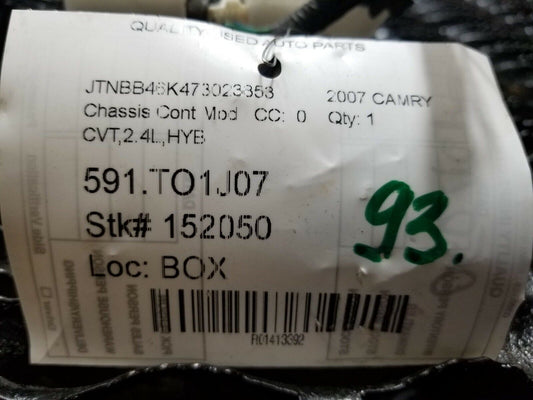 QUALITY USED AUTO PARTS
JTNBB46K473023353 2007 CAMRY
Chassis Cont Mod CC: 0 Qty: 1
CVT,2.4L,HYB
591.TO1J07
Stk# 152050
93.
Loc: BOX
R01413392